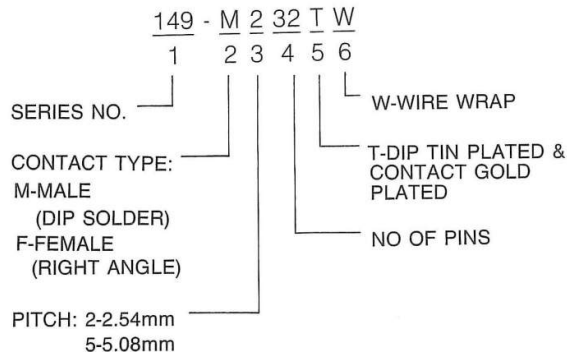 149 - M 2 32 T W
1 2 3 4 5 6
SERIES NO.
W-WIRE WRAP
CONTACT TYPE:
M-MALE
(DIP SOLDER)
F-FEMALE
(RIGHT ANGLE)
T-DIP TIN PLATED &
CONTACT GOLD
PLATED
NO OF PINS
PITCH: 2-2.54mm
5-5.08mm